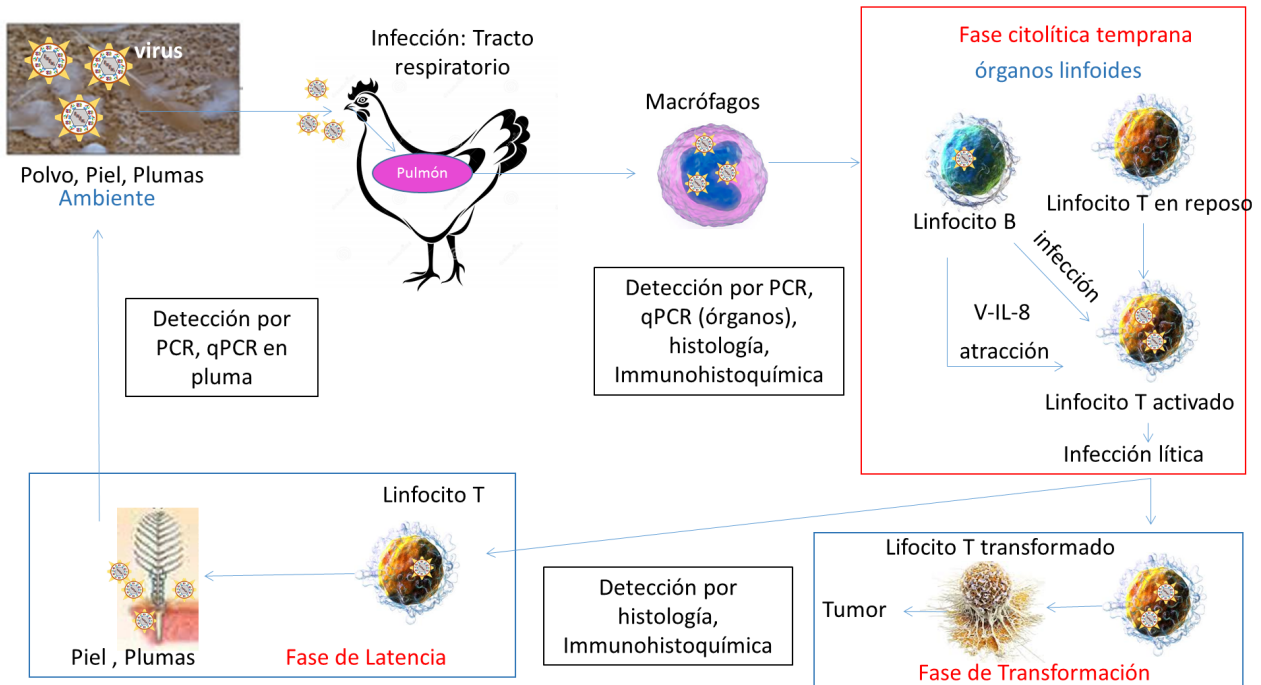 virus
Polvo, Piel, Plumas
Ambiente
Infección: Tracto
respiratorio
Pulmón
Macrófagos
Fase citolítica temprana
órganos linfoides
Linfocito B
Linfocito T en reposo
infección
V-IL-8
atracción
Linfocito T activado
Infección lítica
Detección por
PCR, qPCR en
pluma
Detección por PCR,
qPCR (órganos),
histología,
Immunohistoquímica
Linfocito T
Piel , Plumas
Fase de Latencia
Detección por
histología,
Immunohistoquímica
Lifocito T transformado
Tumor
Fase de Transformación